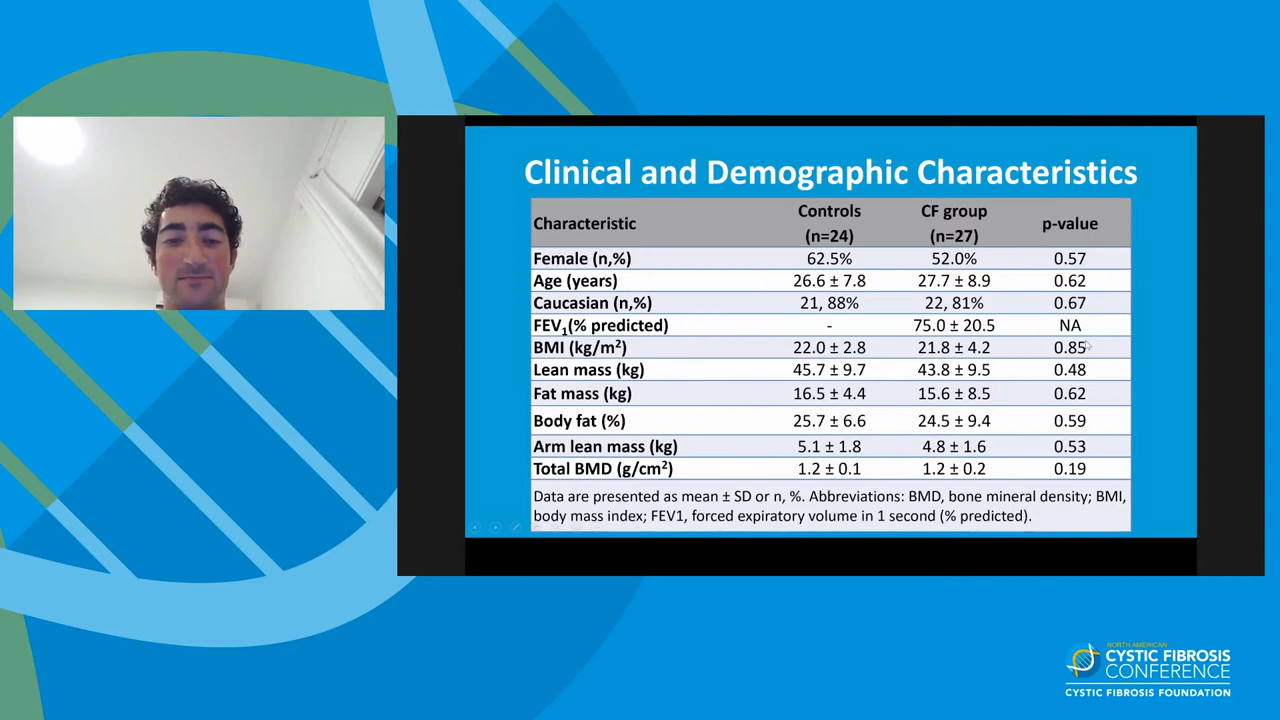 Clinical and Demographic Characteristics
Characteristic Controls (n=24) CF group (n=27) p-value
Female (n,%) 62.5% 52.0% 0.57
Age (years) 26.6 ± 7.8 27.7 ± 8.9 0.62
Caucasian (n,%) 21, 88% 22, 81% 0.67
FEV1(% predicted) - 75.0 ± 20.5 NA
BMI (kg/m²) 22.0 ± 2.8 21.8 ± 4.2 0.85
Lean mass (kg) 45.7 ± 9.7 43.8 ± 9.5 0.48
Fat mass (kg) 16.5 ± 4.4 15.6 ± 8.5 0.62
Body fat (%) 25.7 ± 6.6 24.5 ± 9.4 0.59
Arm lean mass (kg) 5.1 ± 1.8 4.8 ± 1.6 0.53
Total BMD (g/cm²) 1.2 ± 0.1 1.2 ± 0.2 0.19
Data are presented as mean ± SD or n, %. Abbreviations: BMD, bone mineral density; BMI,
body mass index; FEV1, forced expiratory volume in 1 second (% predicted).
NORTH AMERICAN
CYSTIC FIBROSIS
CONFERENCE
CYSTIC FIBROSIS FOUNDATION